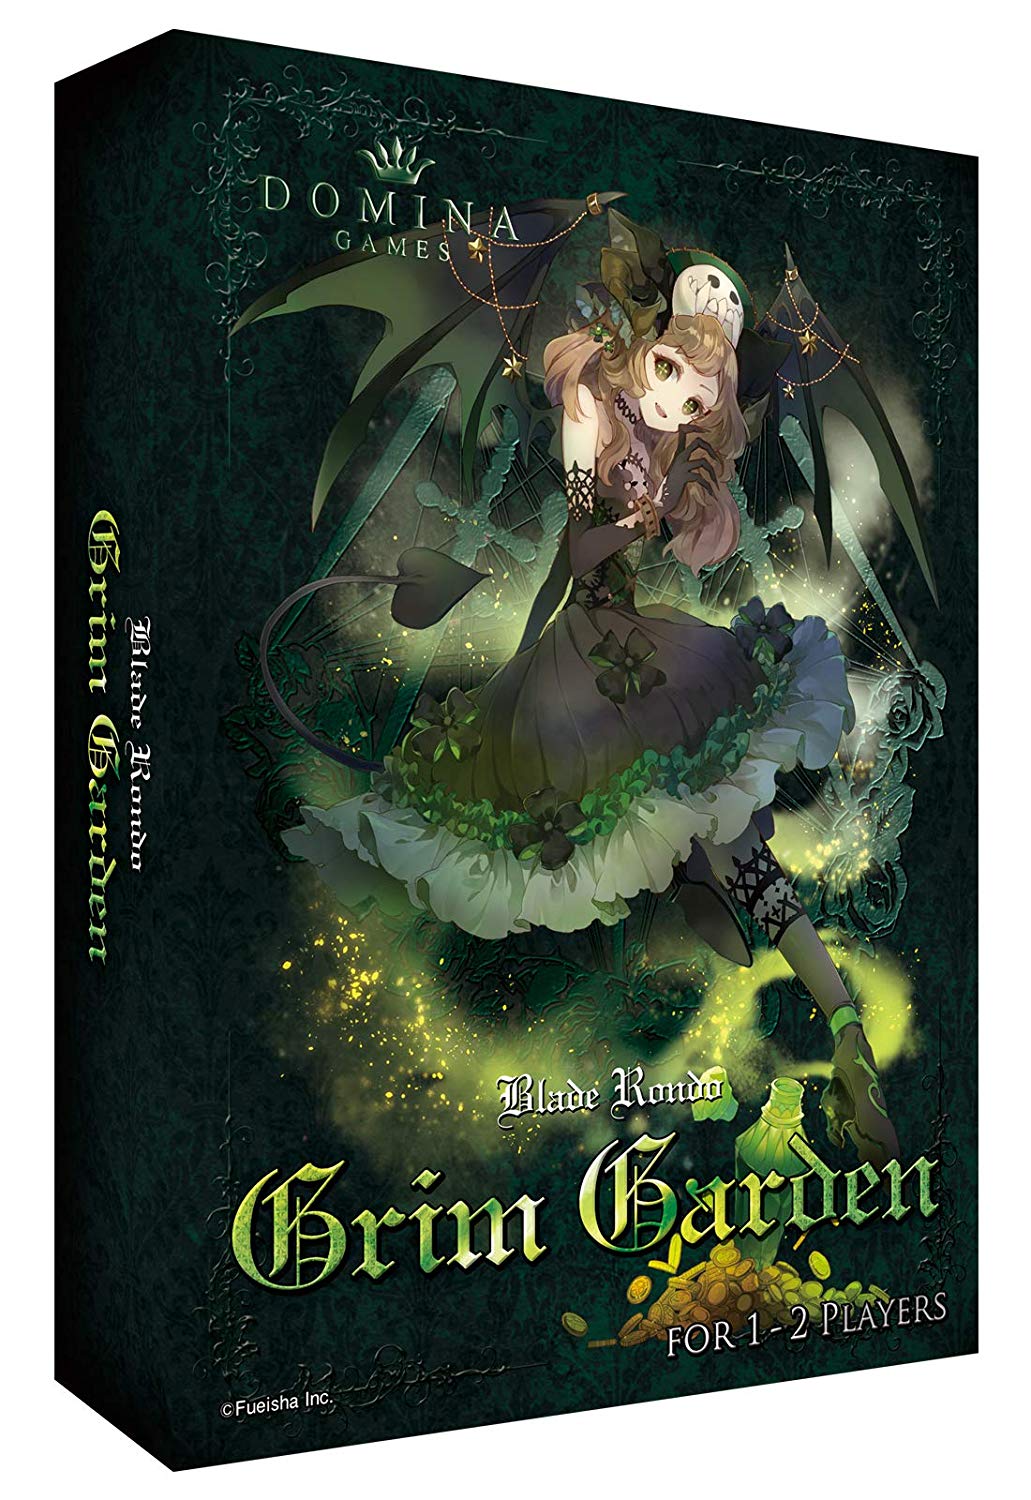 DOMINA
GAMES
Blade Rondo
Grim Garden
Blade Rondo
Grim Garden
FOR 1-2 PLAYERS
©Fueisha Inc.